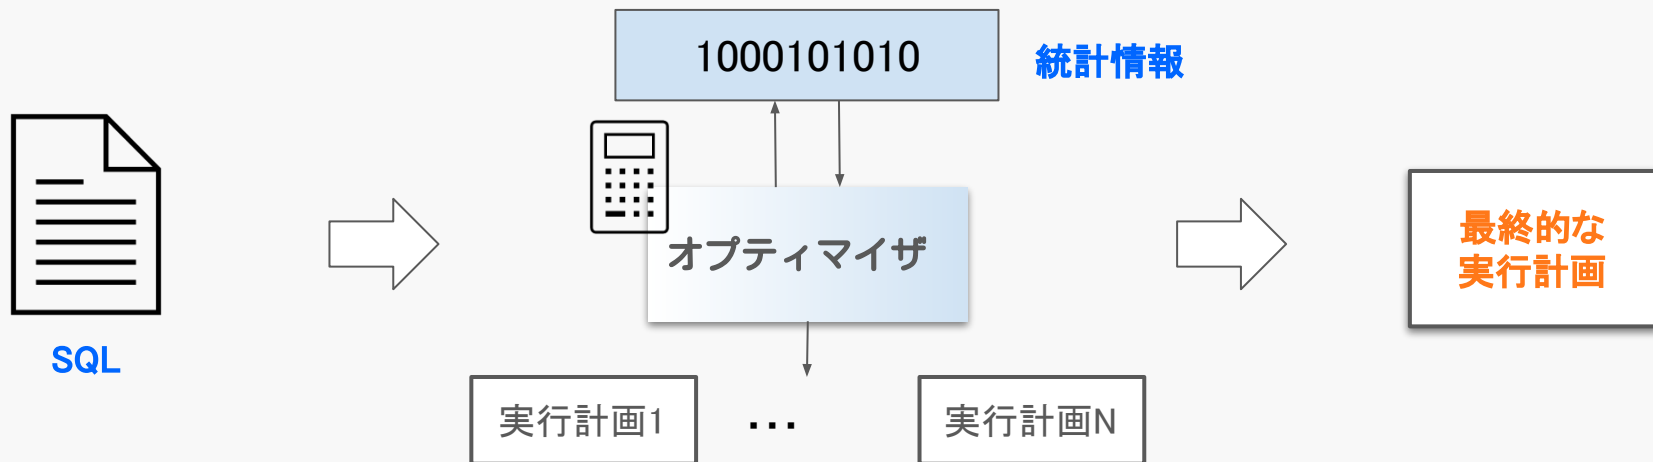 1000101010
統計情報
オプティマイザ
最終的な
実行計画
SQL
実行計画1
...
実行計画N